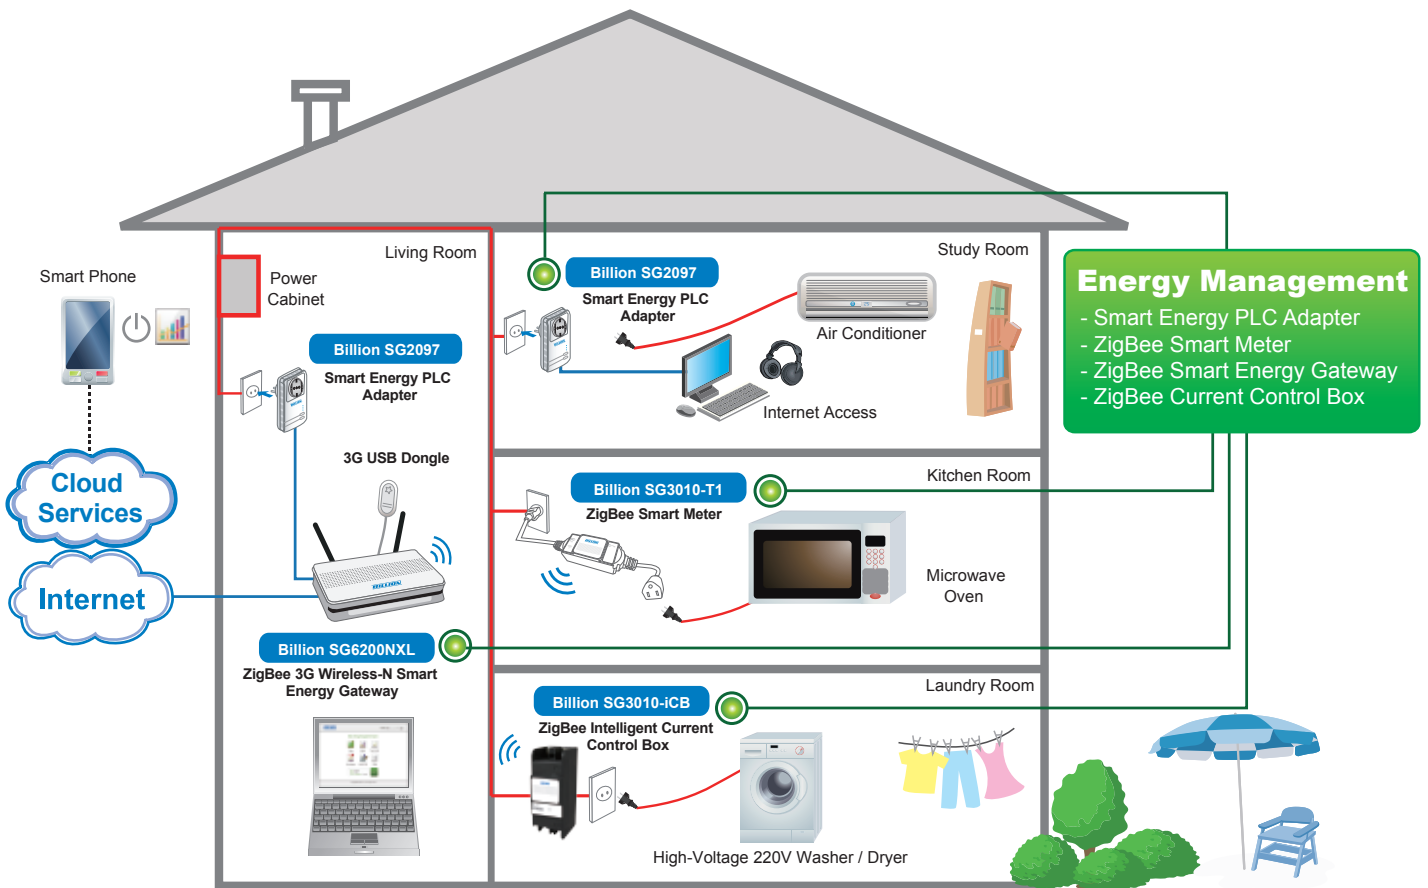 Living Room
Study Room
Smart Phone
Power
Cabinet
Billion SG2097
Smart Energy PLC
Adapter
Air Conditioner
Internet Access
Energy Management
- Smart Energy PLC Adapter
- ZigBee Smart Meter
- ZigBee Smart Energy Gateway
- ZigBee Current Control Box
Billion SG2097
Smart Energy PLC
Adapter
3G USB Dongle
Cloud
Services
Internet
BILLION
Billion SG3010-T1
ZigBee Smart Meter
Kitchen Room
Microwave
Oven
Billion SG6200NXL
ZigBee 3G Wireless-N Smart
Energy Gateway
Laundry Room
Billion SG3010-iCB
ZigBee Intelligent Current
Control Box
High-Voltage 220V Washer / Dryer